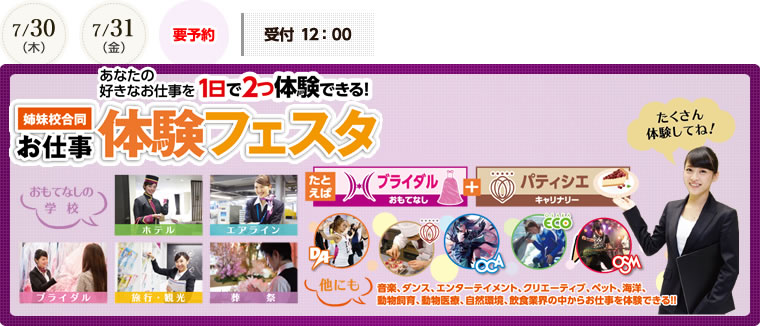 7/30
(木)
7/31
(金)
要予約
受付 12：00
あなたの
好きなお仕事を 1日で2つ体験できる!
姉妹校合同
お仕事 体験フェスタ
たくさん
体験してね!
おもてなしの
学 校
ホテル
エアライン
ブライダル
旅行・観光
葬 祭
たと
えば
ブライダル
おもてなし
+
パティシエ
キャリナリー
DA
OCA
ECO
OSM
他にも
音楽、ダンス、エンターテイメント、クリエーティブ、ペット、海洋、
動物飼育、動物医療、自然環境、飲食業界の中からお仕事を体験できる!!